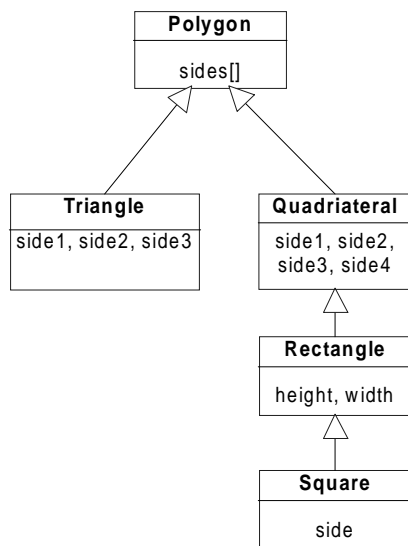 Polygon
sides[]
Triangle
side1, side2, side3
Quadriateral
side1, side2,
side3, side4
Rectangle
height, width
Square
side